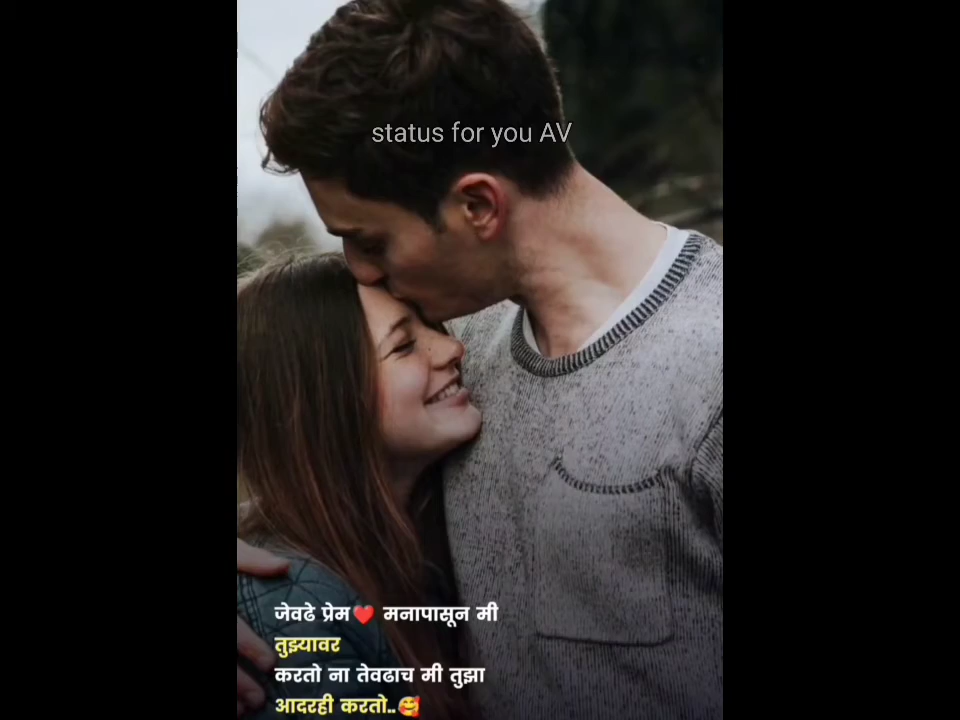 status for you AV
जेवढे प्रेम❤️ मनापासून मी
तुझ्यावर
करतो ना तेवढाच मी तुझा
आदरही करतो..🥰